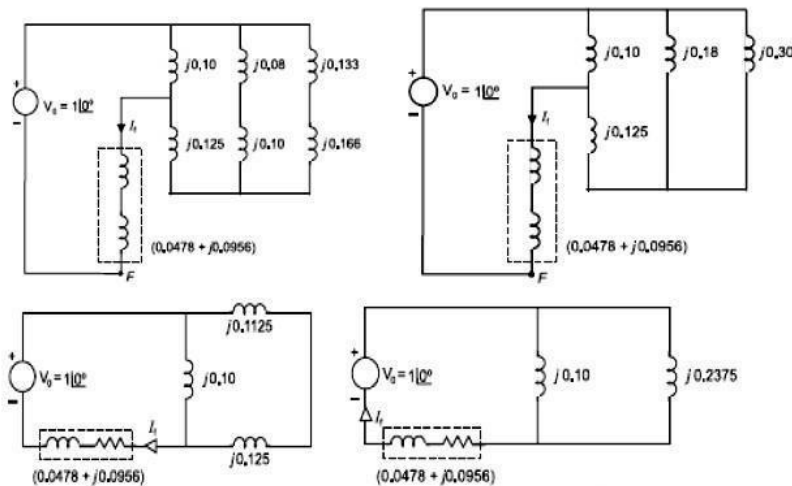 j0.10
j0.08
j0.133
+
V₀ = 1|0°
−
I_f
j0.125
j0.10
j0.166
(0.0478 + j0.0956)
F
j0.10
j0.18
j0.30
+
V₀ = 1|0°
−
I_f
j0.125
(0.0478 + j0.0956)
F
j0.1125
+
V₀ = 1|0°
−
j0.10
I_f
j0.125
(0.0478 + j0.0956)
+
V₀ = 1|0°
−
j0.10
j0.2375
I_f
(0.0478 + j0.0956)